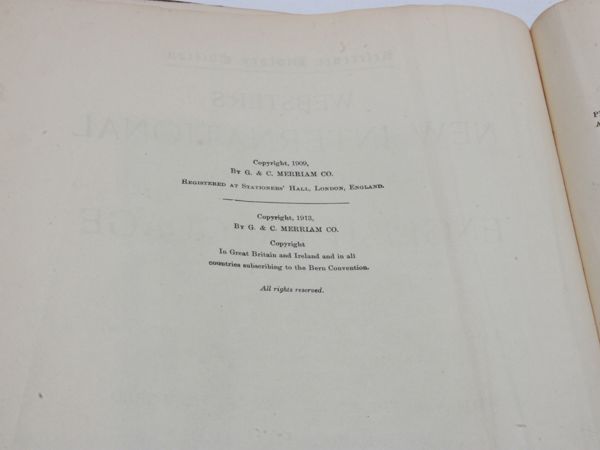 Copyright, 1909,
By G. & C. MERRIAM CO.
Registered at Stationers' Hall, London, England.
Copyright, 1913,
By G. & C. MERRIAM CO.
Copyright
In Great Britain and Ireland and in all
countries subscribing to the Bern Convention.
All rights reserved.